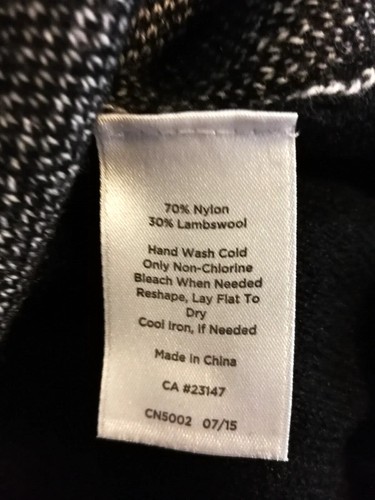 70% Nylon
30% Lambswool
Hand Wash Cold
Only Non-Chlorine
Bleach When Needed
Reshape, Lay Flat To
Dry
Cool Iron, If Needed
Made in China
CA #23147
CN5002 07/15